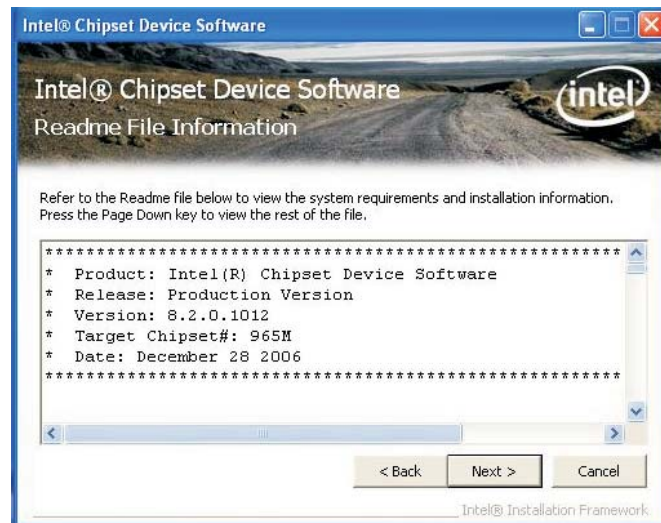 Intel® Chipset Device Software
Intel® Chipset Device Software
intel
Readme File Information
Refer to the Readme file below to view the system requirements and installation information.
Press the Page Down key to view the rest of the file.
********************************************************
* Product: Intel(R) Chipset Device Software
* Release: Production Version
* Version: 8.2.0.1012
* Target Chipset#: 965M
* Date: December 28 2006
********************************************************
< Back Next > Cancel
Intel® Installation Framework